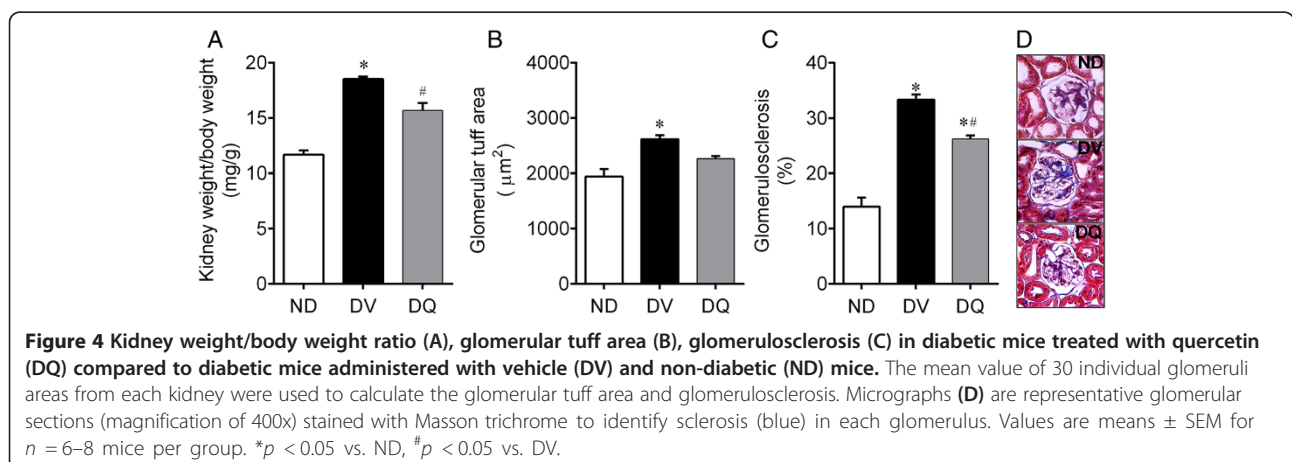 A
Kidney weight/body weight
(mg/g)
20
15
10
5
0
*
#
ND DV DQ
B
Glomerular tuff area
( μm²)
4000
3000
2000
1000
0
*
ND DV DQ
C
Glomerulosclerosis
(%)
40
30
20
10
0
*
*#
ND DV DQ
D
ND
DV
DQ
Figure 4 Kidney weight/body weight ratio (A), glomerular tuff area (B), glomerulosclerosis (C) in diabetic mice treated with quercetin
(DQ) compared to diabetic mice administered with vehicle (DV) and non-diabetic (ND) mice. The mean value of 30 individual glomeruli
areas from each kidney were used to calculate the glomerular tuff area and glomerulosclerosis. Micrographs (D) are representative glomerular
sections (magnification of 400x) stained with Masson trichrome to identify sclerosis (blue) in each glomerulus. Values are means ± SEM for
n = 6–8 mice per group. *p < 0.05 vs. ND, #p < 0.05 vs. DV.